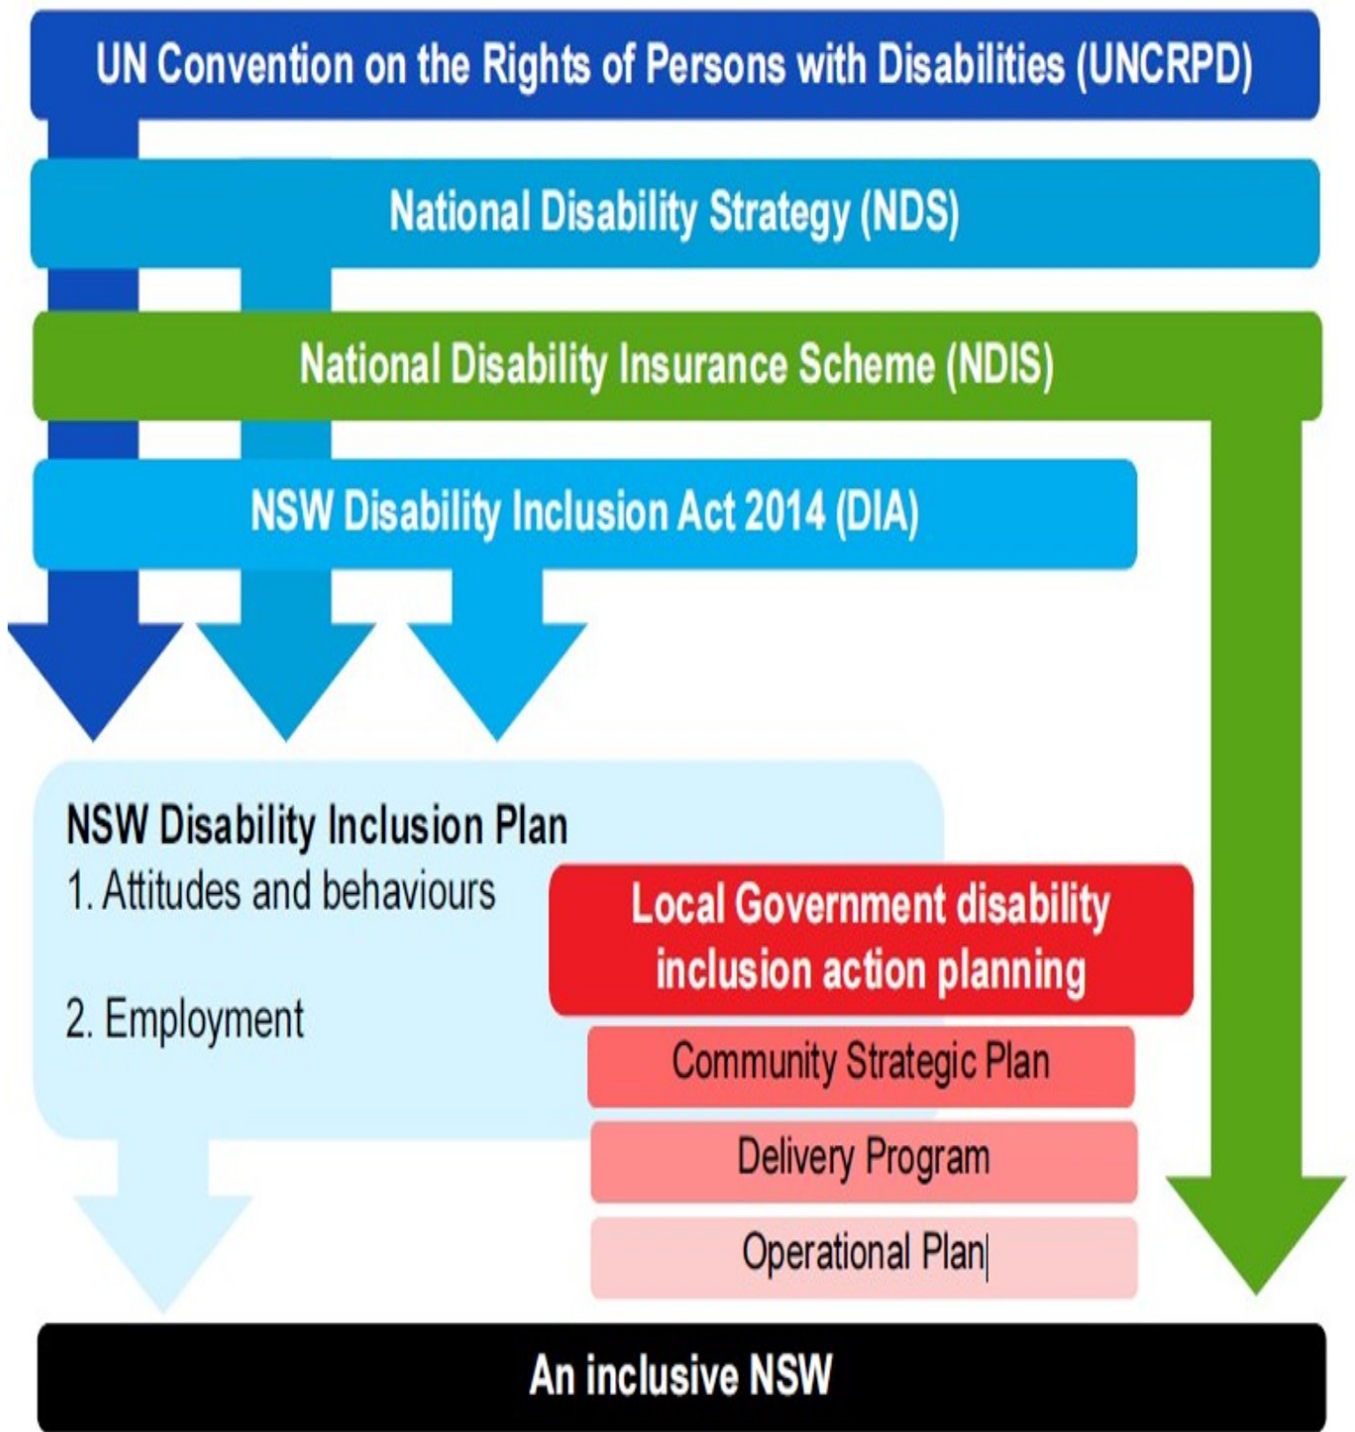 UN Convention on the Rights of Persons with Disabilities (UNCRPD)
National Disability Strategy (NDS)
National Disability Insurance Scheme (NDIS)
NSW Disability Inclusion Act 2014 (DIA)
NSW Disability Inclusion Plan
1. Attitudes and behaviours
2. Employment
Local Government disability
inclusion action planning
Community Strategic Plan
Delivery Program
Operational Plan
An inclusive NSW